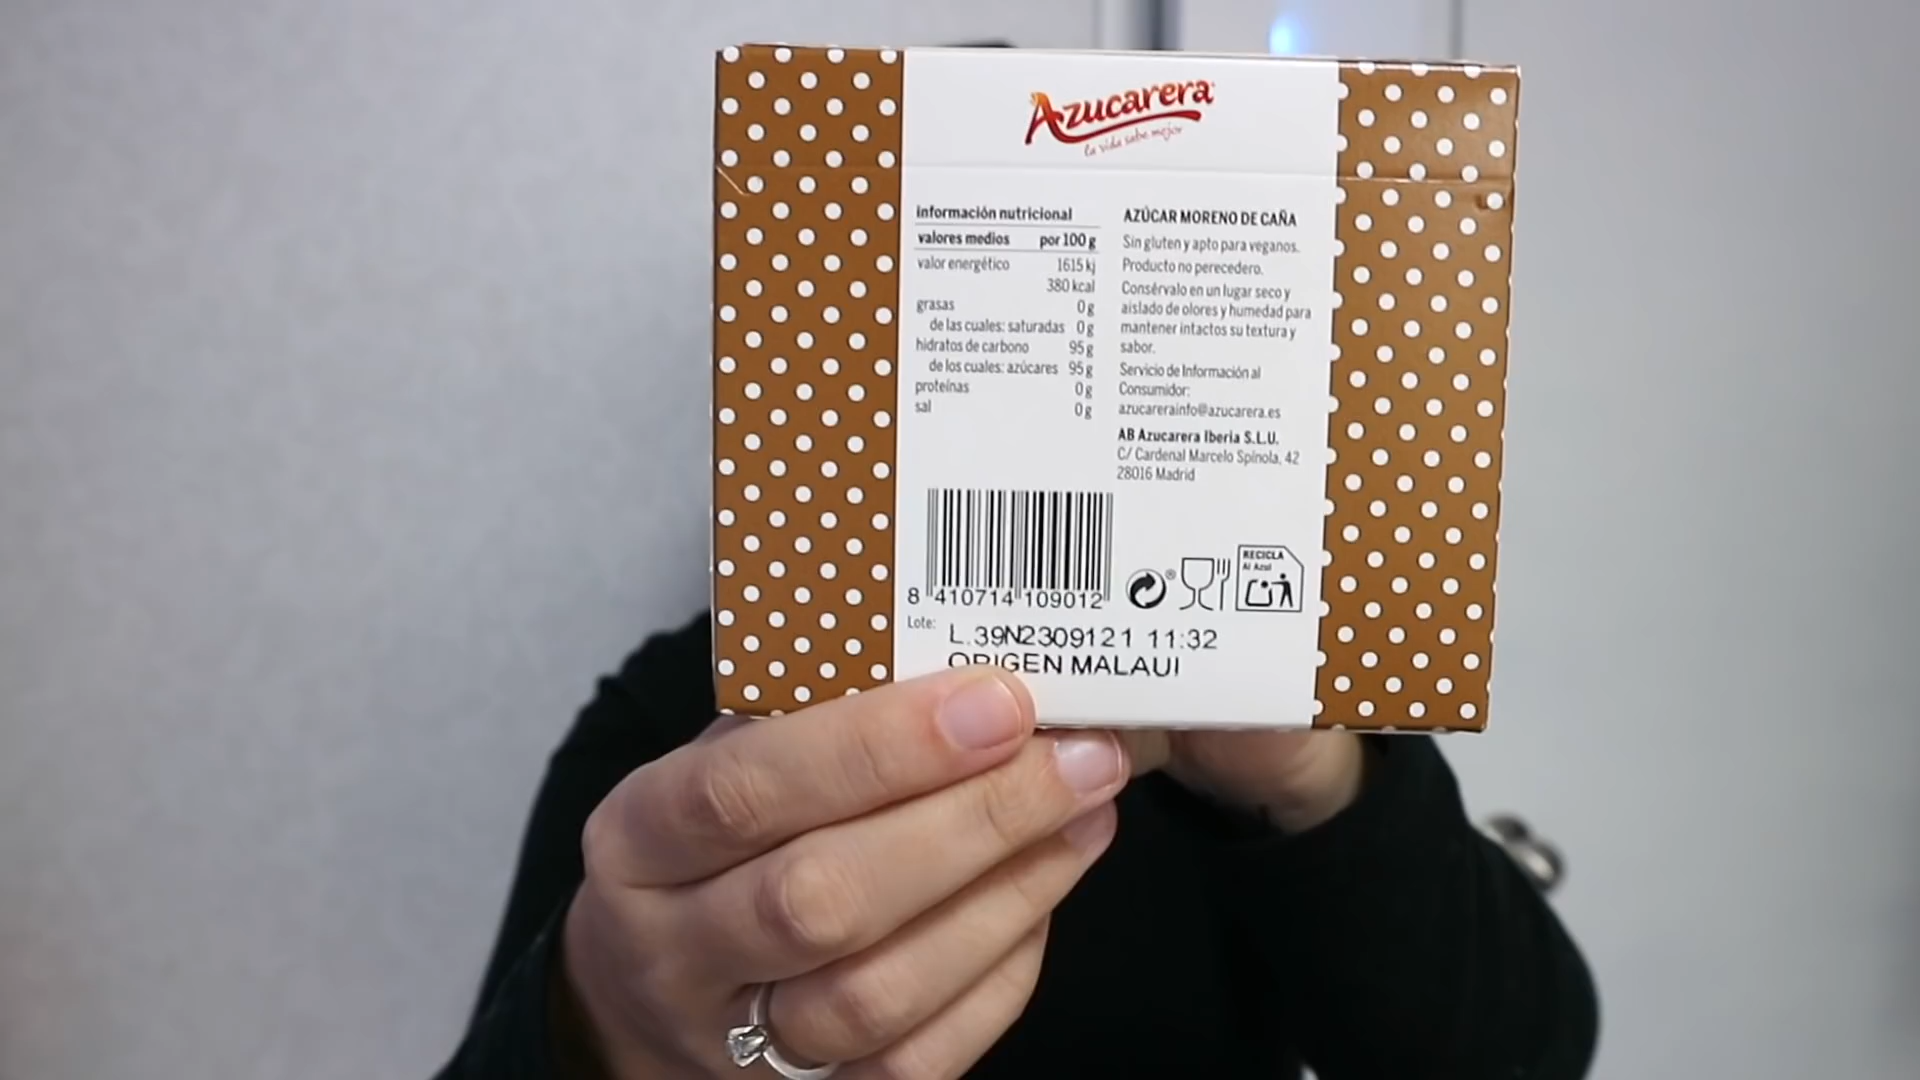 Azucarera
la vida sabe mejor
Información nutricional
valores medios por 100 g
valor energético 1615 kj
380 kcal
grasas 0 g
de las cuales: saturadas 0 g
hidratos de carbono 95 g
de los cuales: azúcares 95 g
proteínas 0 g
sal 0 g
AZÚCAR MORENO DE CAÑA
Sin gluten y apto para veganos.
Producto no perecedero.
Consérvalo en un lugar seco y
aislado de olores y humedad para
mantener intactos su textura y
sabor.
Servicio de Información al
Consumidor:
azucarerainfo@azucarera.es
AB Azucarera Iberia S.L.U.
C/ Cardenal Marcelo Spínola, 42
28016 Madrid
8 410714 109012
RECICLA
Al Azul
Lote: L.39N2309121 11:32
ORIGEN MALAUI